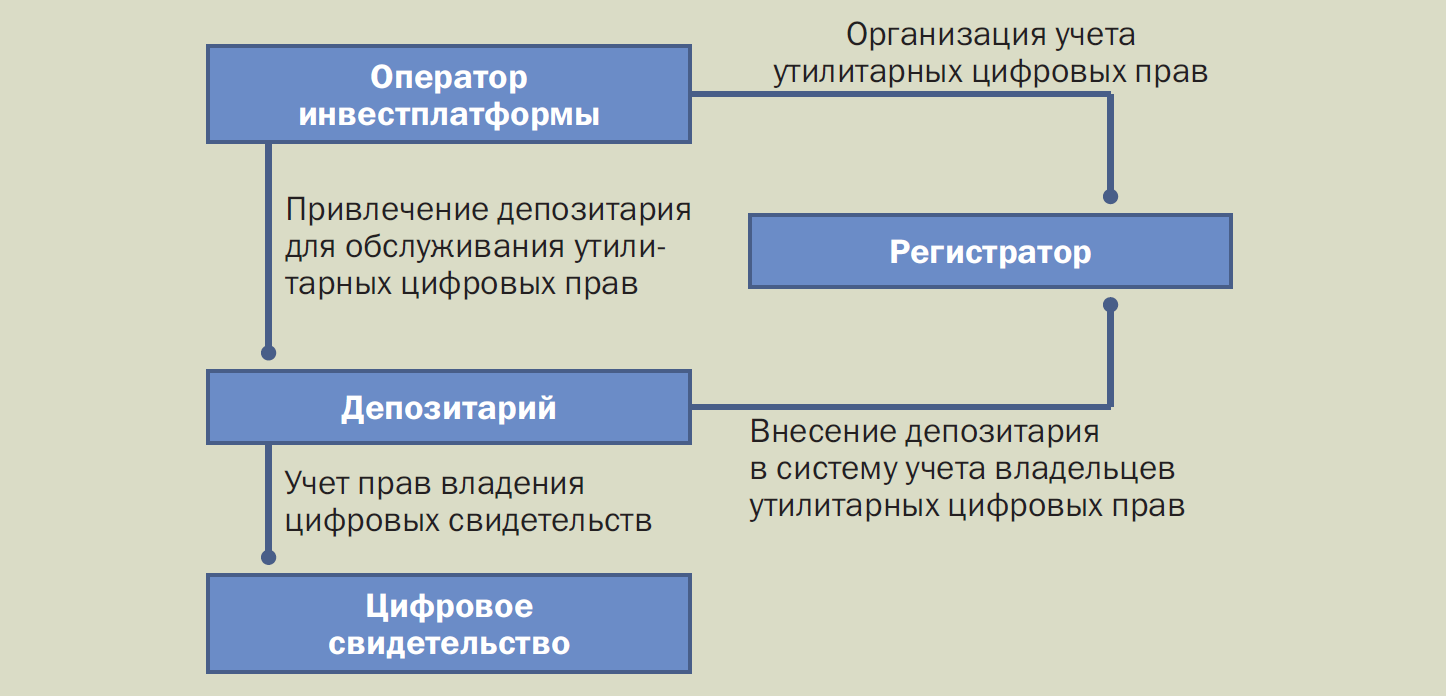 Оператор
инвестплатформы
Организация учета
утилитарных цифровых прав
Привлечение депозитария
для обслуживания утили-
тарных цифровых прав
Регистратор
Депозитарий
Внесение депозитария
в систему учета владельцев
утилитарных цифровых прав
Учет прав владения
цифровых свидетельств
Цифровое
свидетельство